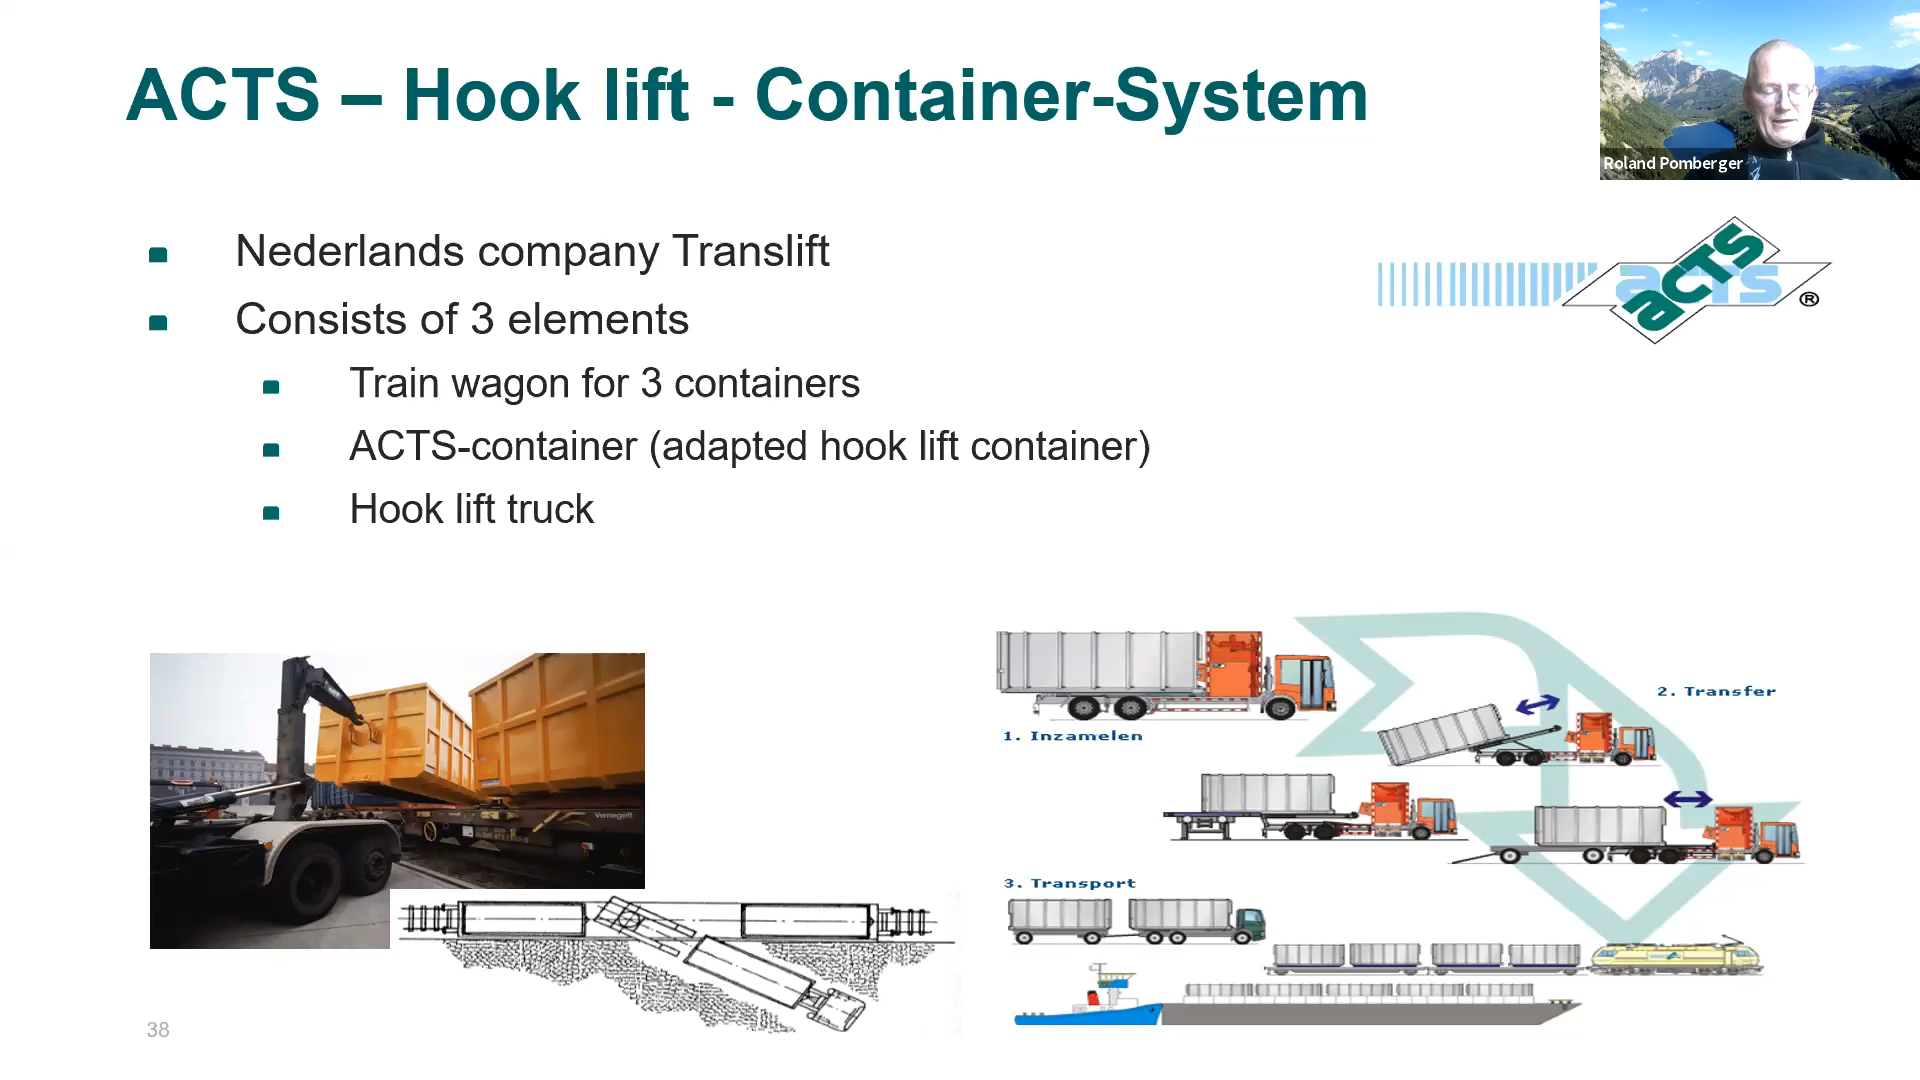 ACTS – Hook lift - Container-System
Roland Pomberger
Nederlands company Translift
acts
acts
®
Consists of 3 elements
Train wagon for 3 containers
ACTS-container (adapted hook lift container)
Hook lift truck
2. Transfer
1. Inzamelen
3. Transport
38